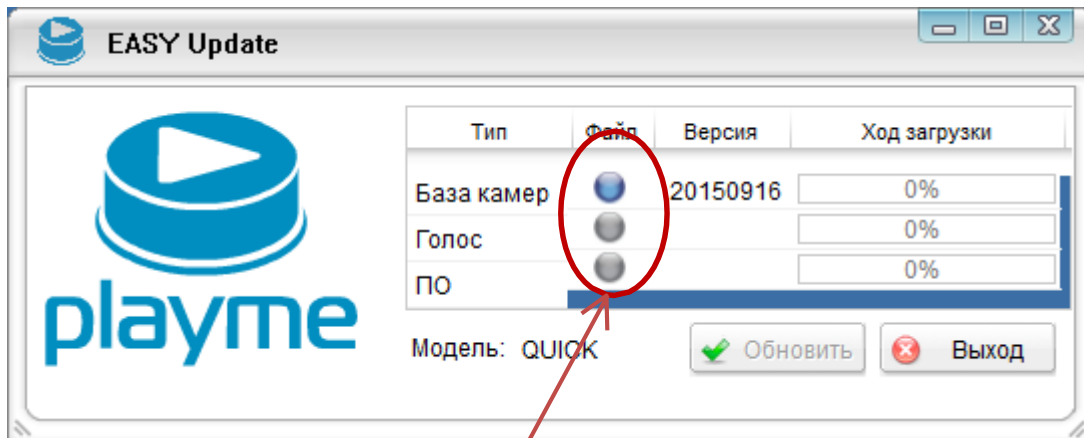 EASY Update
Тип Файл Версия Ход загрузки
База камер 20150916 0%
Голос 0%
ПО 0%
playme
Модель: QUICK Обновить Выход